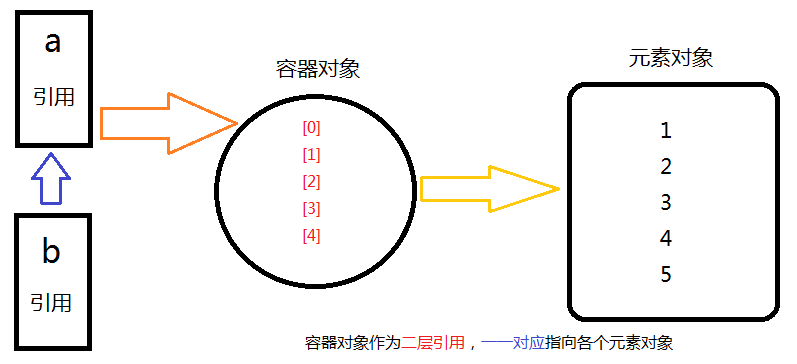 a
引用
b
引用
容器对象
[0]
[1]
[2]
[3]
[4]
元素对象
1
2
3
4
5
容器对象作为二层引用，一一对应指向各个元素对象